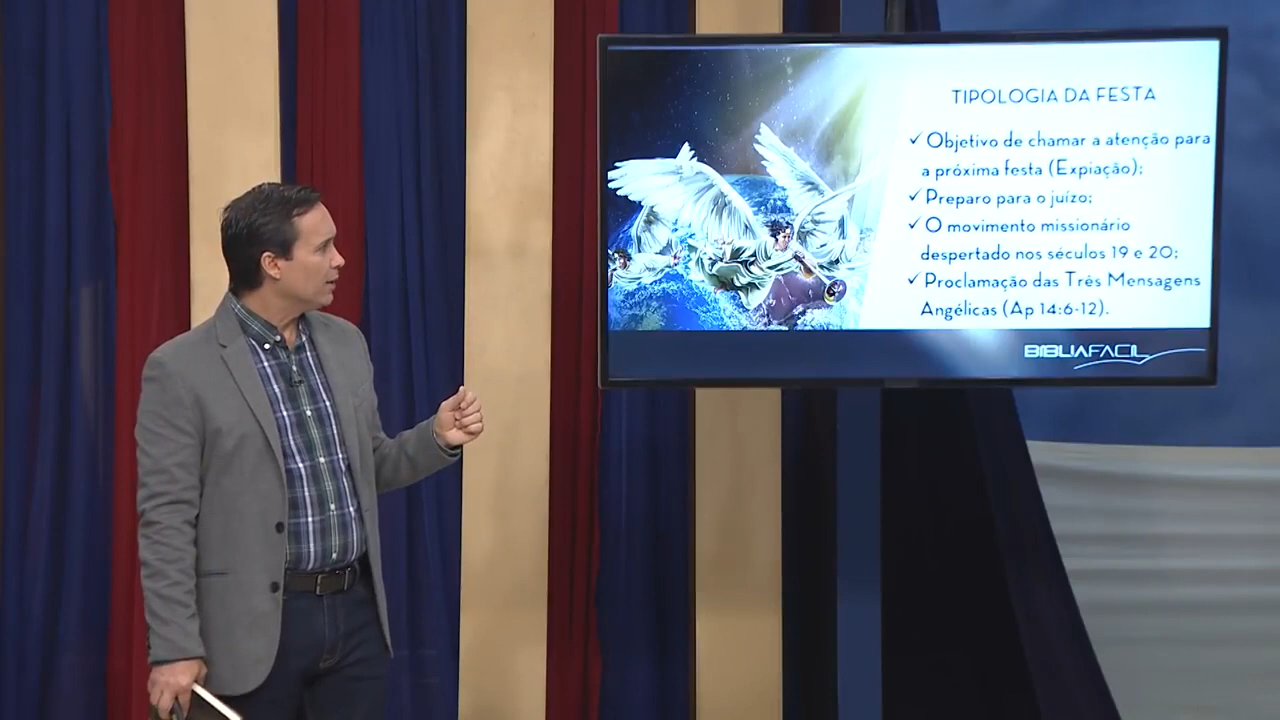 TIPOLOGIA DA FESTA
✓ Objetivo de chamar a atenção para
a próxima festa (Expiação);
✓ Preparo para o juízo;
✓ O movimento missionário
despertado nos séculos 19 e 20;
✓ Proclamação das Três Mensagens
Angélicas (Ap 14:6-12).
BÍBLIAFÁCIL